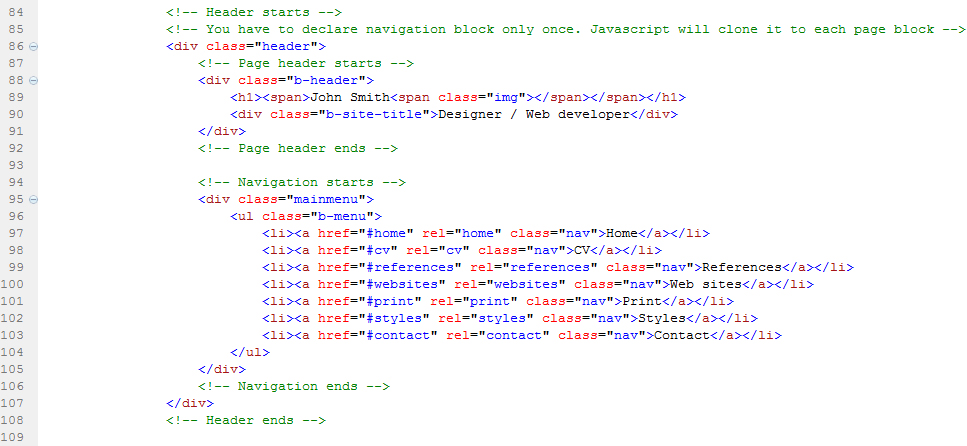 84 <!-- Header starts -->
85 <!-- You have to declare navigation block only once. Javascript will clone it to each page block -->
86 <div class="header">
87 <!-- Page header starts -->
88 <div class="b-header">
89 <h1><span>John Smith<span class="img"></span></span></h1>
90 <div class="b-site-title">Designer / Web developer</div>
91 </div>
92 <!-- Page header ends -->
93
94 <!-- Navigation starts -->
95 <div class="mainmenu">
96 <ul class="b-menu">
97 <li><a href="#home" rel="home" class="nav">Home</a></li>
98 <li><a href="#cv" rel="cv" class="nav">CV</a></li>
99 <li><a href="#references" rel="references" class="nav">References</a></li>
100 <li><a href="#websites" rel="websites" class="nav">Web sites</a></li>
101 <li><a href="#print" rel="print" class="nav">Print</a></li>
102 <li><a href="#styles" rel="styles" class="nav">Styles</a></li>
103 <li><a href="#contact" rel="contact" class="nav">Contact</a></li>
104 </ul>
105 </div>
106 <!-- Navigation ends -->
107 </div>
108 <!-- Header ends -->
109